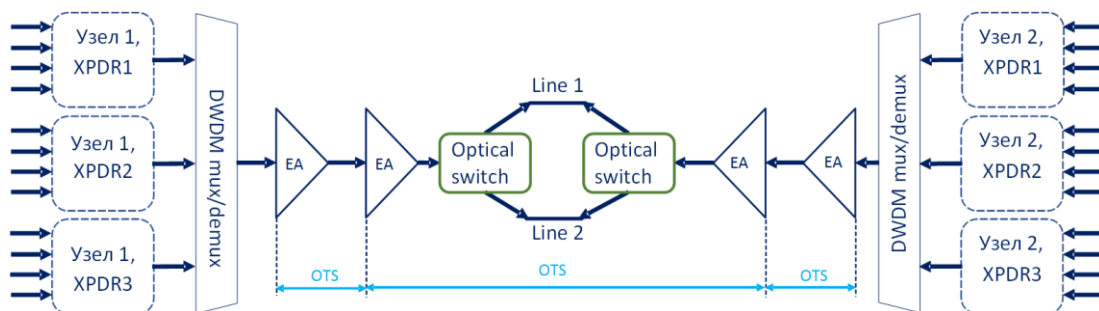 Узел 1,
XPDR1
Узел 1,
XPDR2
Узел 1,
XPDR3
DWDM mux/demux
EA
EA
Line 1
Optical
switch
Optical
switch
Line 2
EA
EA
OTS
OTS
OTS
DWDM mux/demux
Узел 2,
XPDR1
Узел 2,
XPDR2
Узел 2,
XPDR3